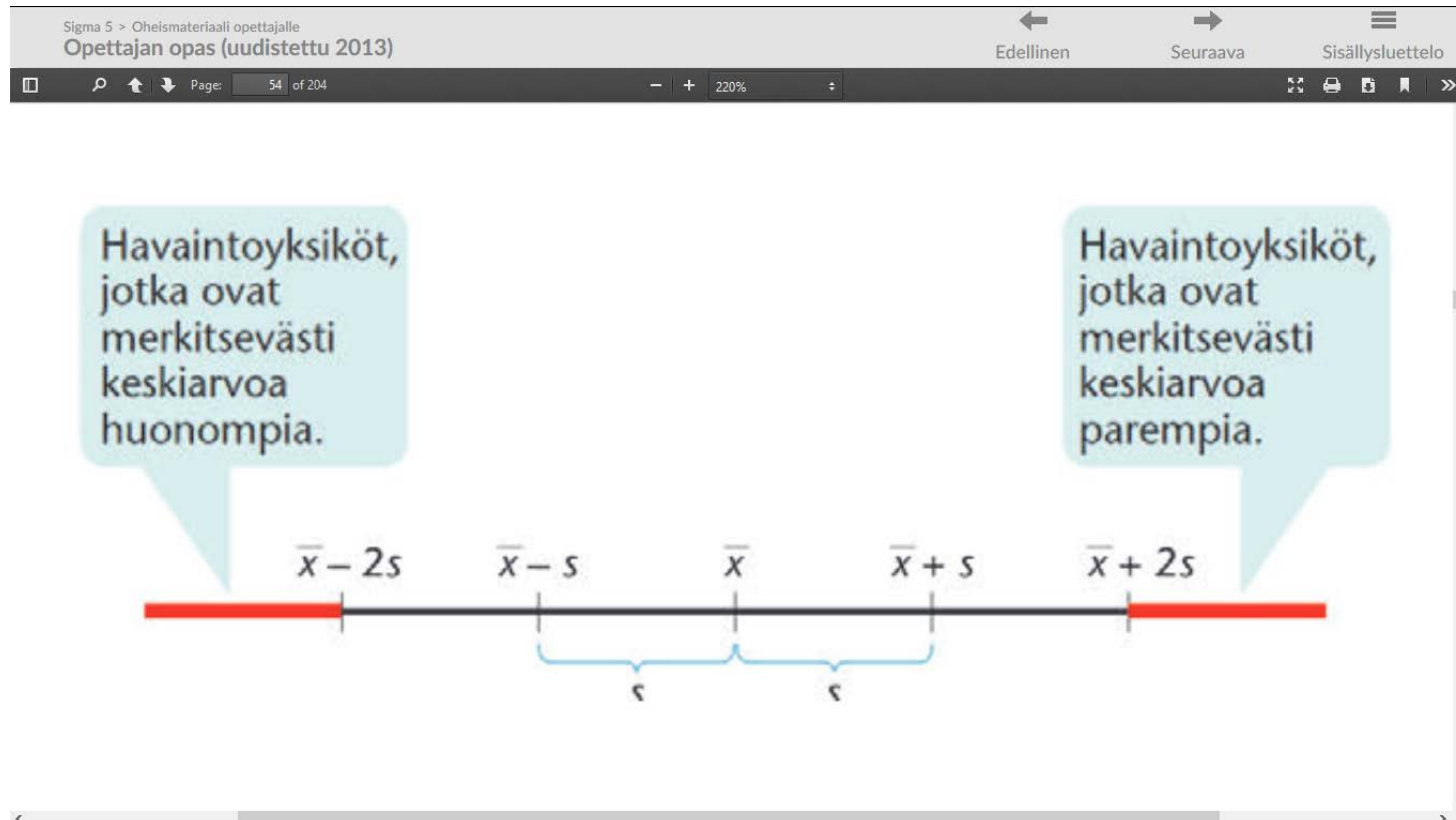 Sigma 5 > Oheismateriaali opettajalle
Opettajan opas (uudistettu 2013)
Edellinen
Seuraava
Sisällysluettelo
Page: 54 of 204
220%
Havaintoyksiköt,
jotka ovat
merkitsevästi
keskiarvoa
huonompia.
Havaintoyksiköt,
jotka ovat
merkitsevästi
keskiarvoa
parempia.
x̅ – 2s x̅ – s x̅ x̅ + s x̅ + 2s
s s